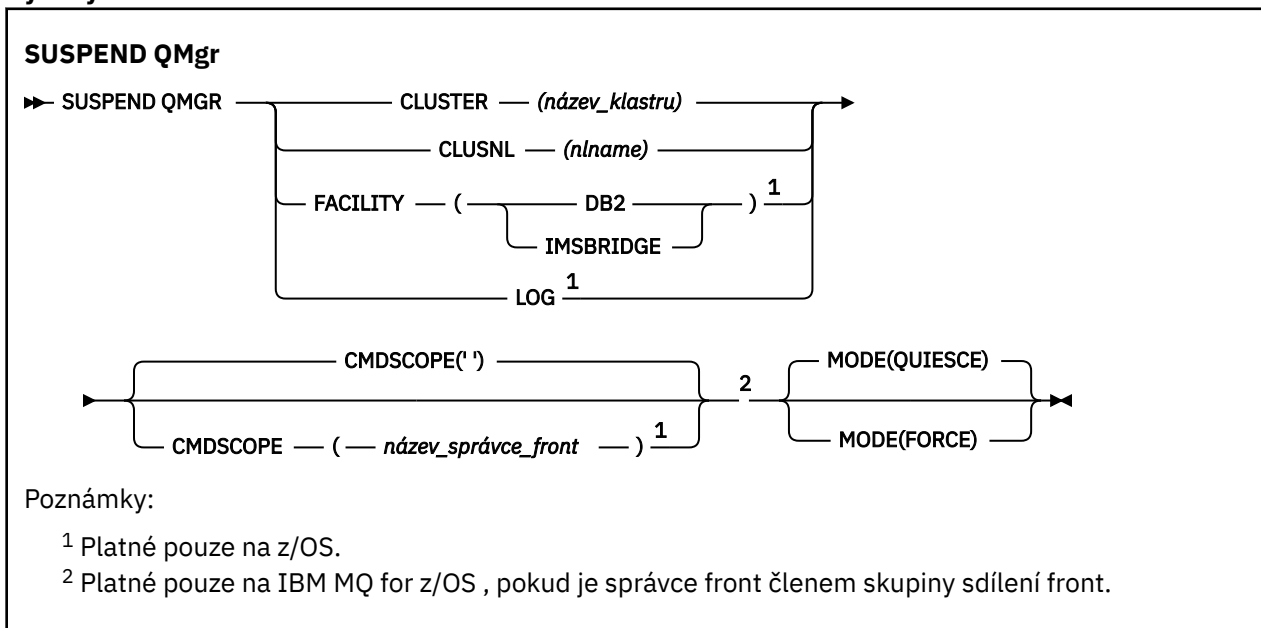 SUSPEND QMgr
SUSPEND QMGR CLUSTER (název_klastru)
CLUSNL (nlname)
FACILITY ( DB2 ) 1
IMSBRIDGE
LOG 1
CMDSCOPE(' ') MODE(QUIESCE)
2
CMDSCOPE ( název_správce_front ) 1 MODE(FORCE)
Poznámky:
1 Platné pouze na z/OS.
2 Platné pouze na IBM MQ for z/OS , pokud je správce front členem skupiny sdílení front.